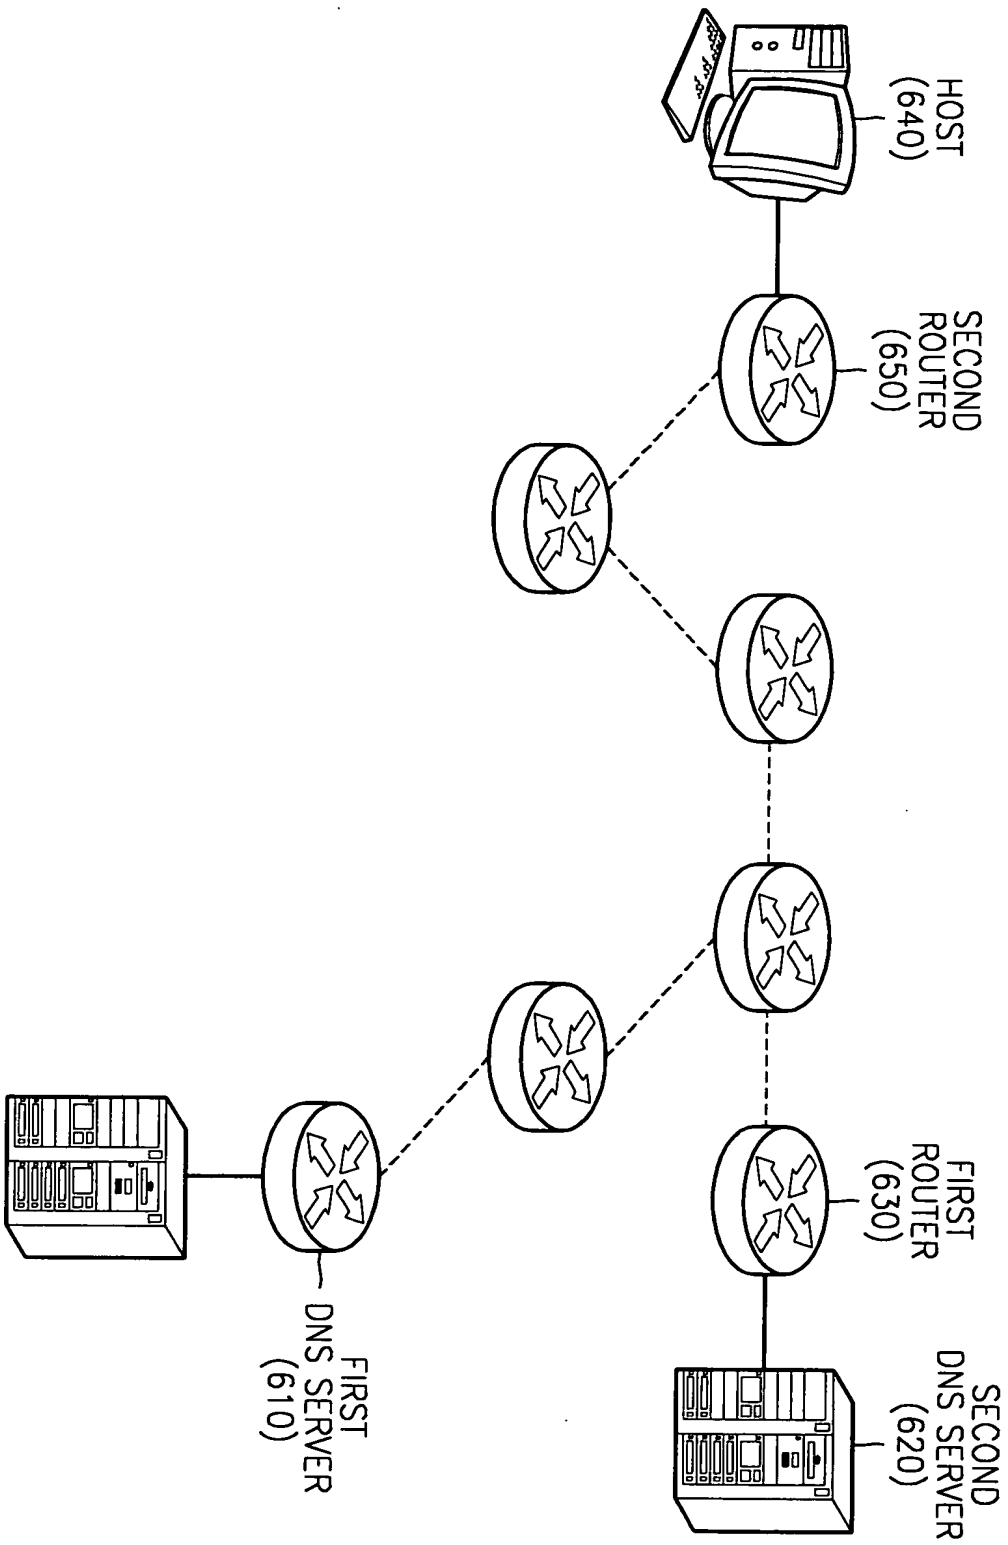 HOST
(640)
SECOND
ROUTER
(650)
FIRST
ROUTER
(630)
SECOND
DNS SERVER
(620)
FIRST
DNS SERVER
(610)